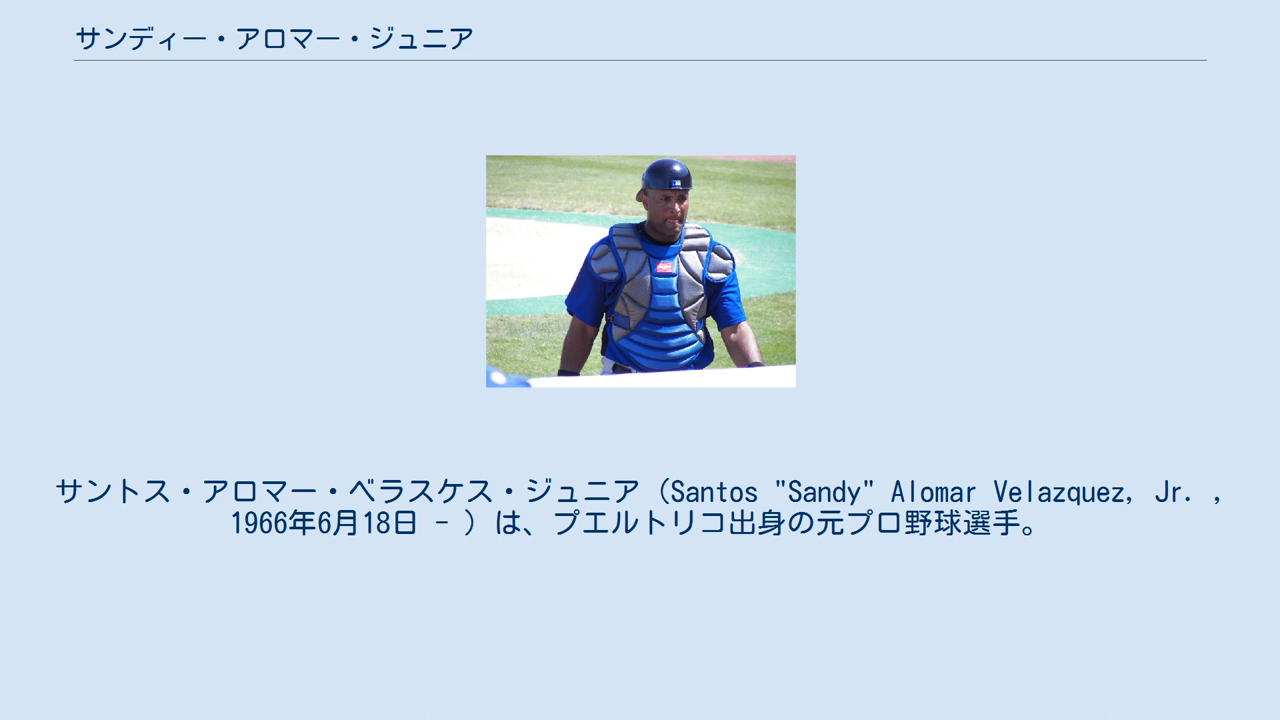 サンディー・アロマー・ジュニア
サントス・アロマー・ベラスケス・ジュニア（Santos "Sandy" Alomar Velazquez, Jr. ,
1966年6月18日 - ）は、プエルトリコ出身の元プロ野球選手。